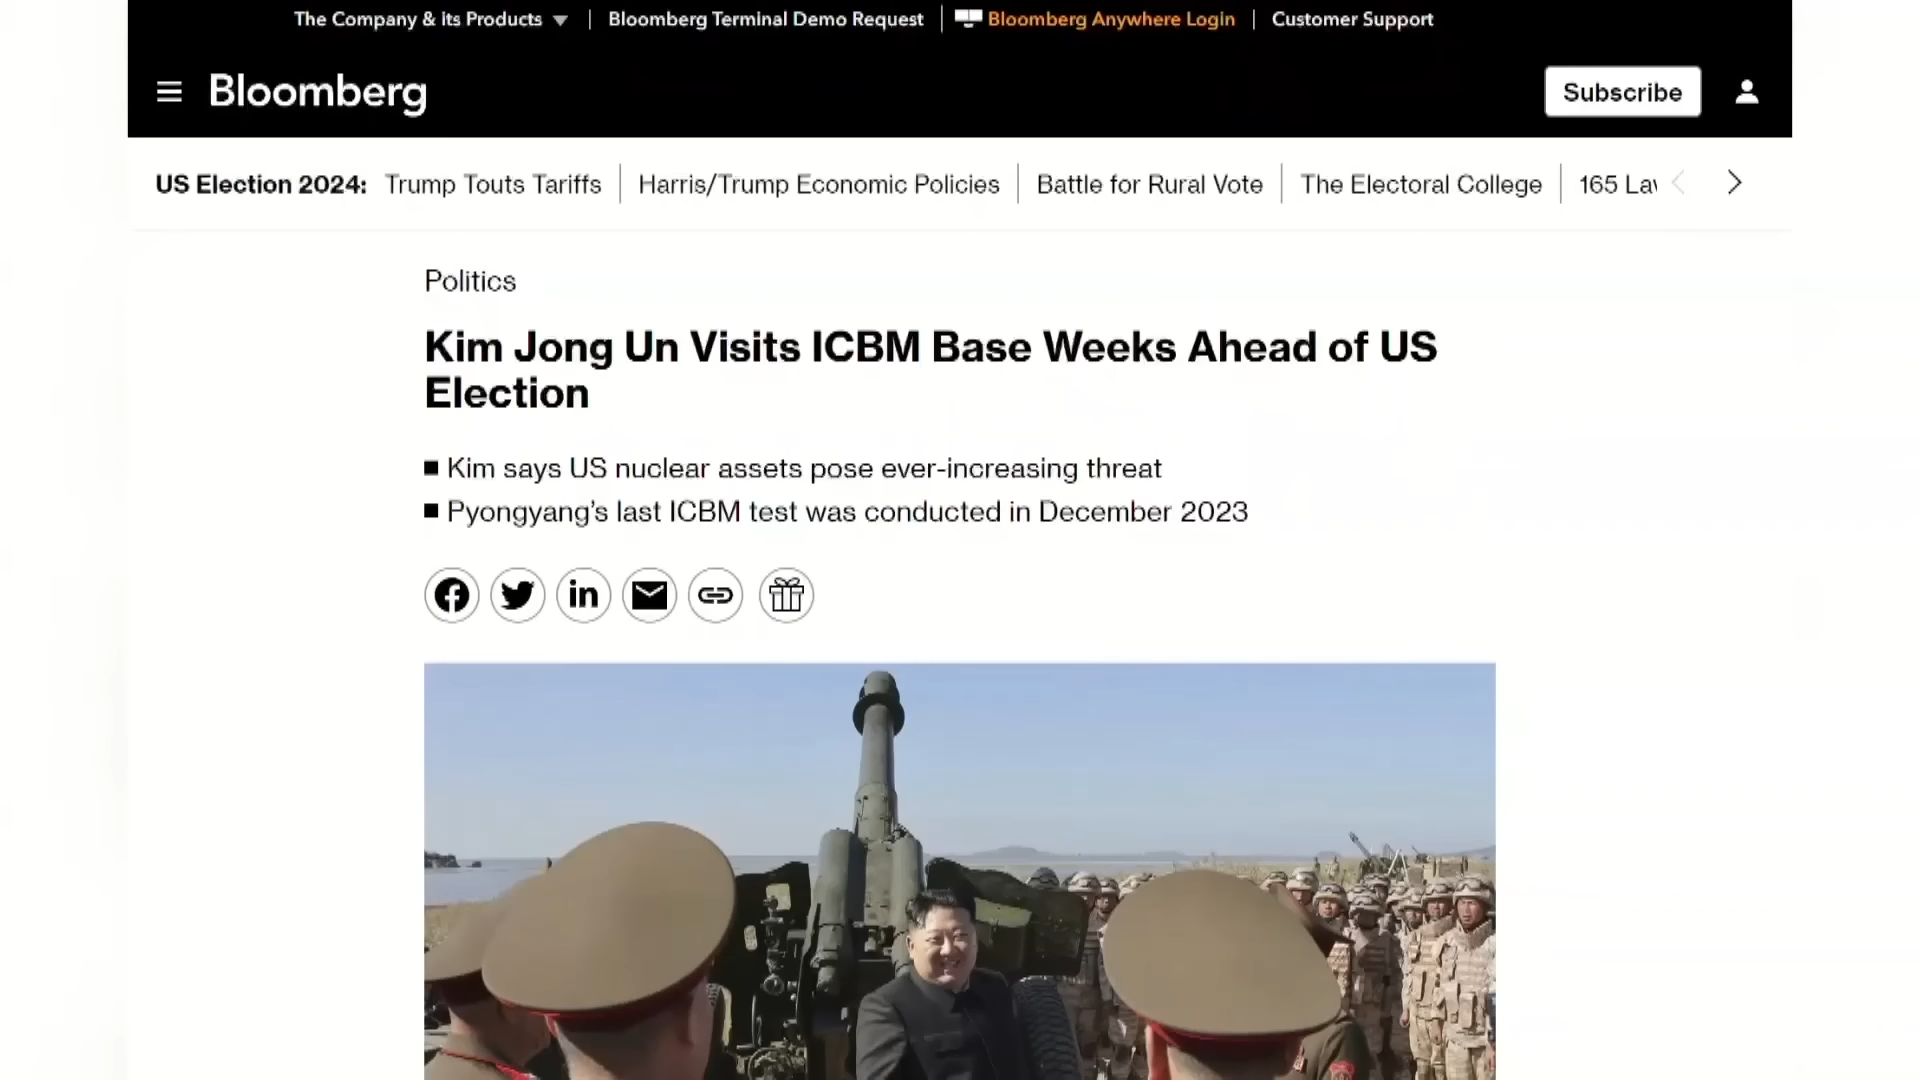 The Company & its Products
Bloomberg Terminal Demo Request
Bloomberg Anywhere Login
Customer Support
Bloomberg
Subscribe
US Election 2024:
Trump Touts Tariffs
Harris/Trump Economic Policies
Battle for Rural Vote
The Electoral College
165
Politics
Kim Jong Un Visits ICBM Base Weeks Ahead of US
Election
Kim says US nuclear assets pose ever-increasing threat
Pyongyang’s last ICBM test was conducted in December 2023